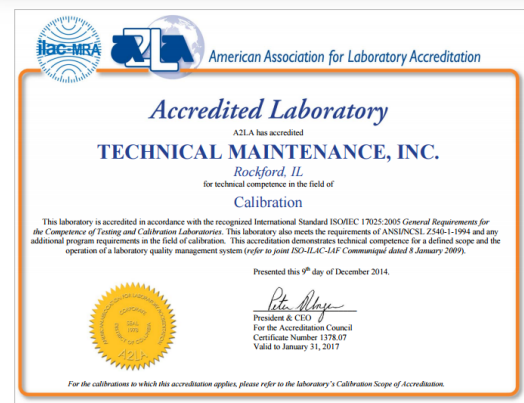 ilac-MRA
A2LA
American Association for Laboratory Accreditation
Accredited Laboratory
A2LA has accredited
TECHNICAL MAINTENANCE, INC.
Rockford, IL
for technical competence in the field of
Calibration
This laboratory is accredited in accordance with the recognized International Standard ISO/IEC 17025:2005 General Requirements for
the Competence of Testing and Calibration Laboratories. This laboratory also meets the requirements of ANSI/NCSL Z540-1-1994 and any
additional program requirements in the field of calibration. This accreditation demonstrates technical competence for a defined scope and the
operation of a laboratory quality management system (refer to joint ISO-ILAC-IAF Communiqué dated 8 January 2009).
Presented this 9th day of December 2014.
President & CEO
For the Accreditation Council
Certificate Number 1378.07
Valid to January 31, 2017
CORPORATE
SEAL
1978
A2LA
For the calibrations to which this accreditation applies, please refer to the laboratory's Calibration Scope of Accreditation.